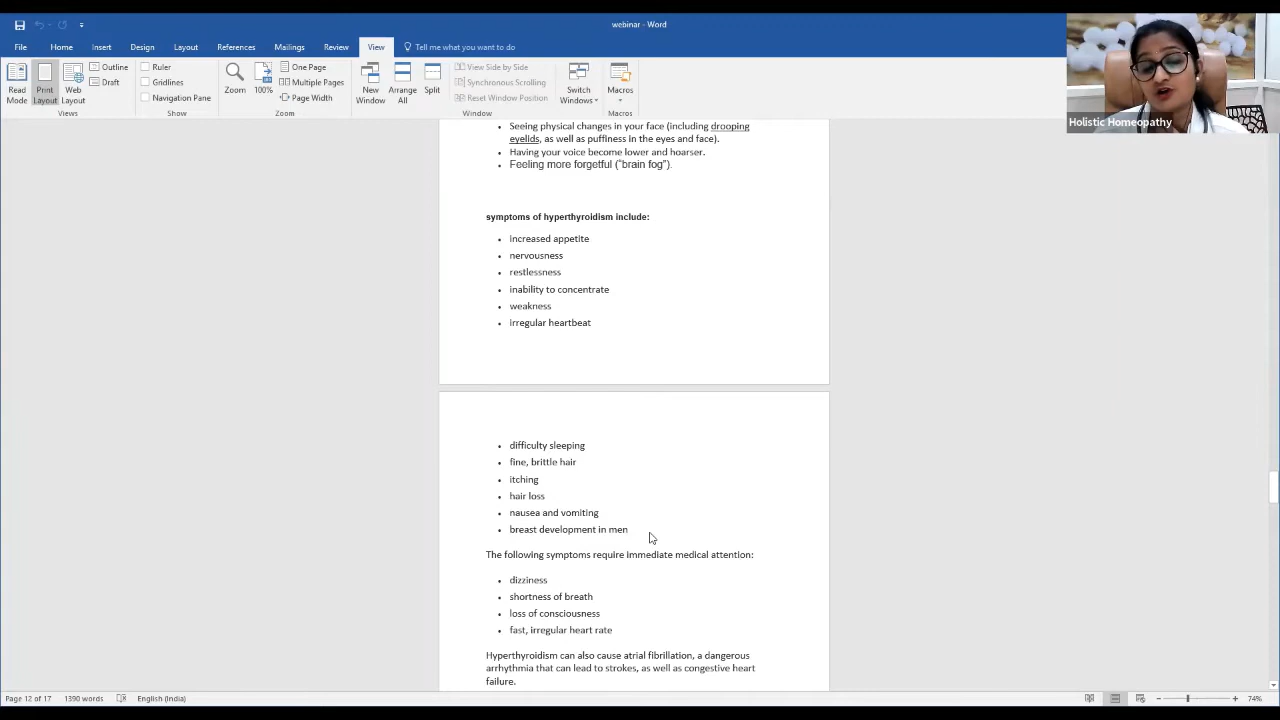 webinar - Word
File Home Insert Design Layout References Mailings Review View Tell me what you want to do
Read Mode
Print Layout
Web Layout
Outline
Draft
Views
Ruler
Gridlines
Navigation Pane
Show
Zoom
100%
One Page
Multiple Pages
Page Width
Zoom
New Window
Arrange All
Split
View Side by Side
Synchronous Scrolling
Reset Window Position
Window
Switch Windows
Macros
Macros
Holistic Homeopathy
• Seeing physical changes in your face (including drooping
eyelids, as well as puffiness in the eyes and face).
• Having your voice become lower and hoarser.
• Feeling more forgetful ("brain fog").
symptoms of hyperthyroidism include:
• increased appetite
• nervousness
• restlessness
• inability to concentrate
• weakness
• irregular heartbeat
• difficulty sleeping
• fine, brittle hair
• itching
• hair loss
• nausea and vomiting
• breast development in men
The following symptoms require immediate medical attention:
• dizziness
• shortness of breath
• loss of consciousness
• fast, irregular heart rate
Hyperthyroidism can also cause atrial fibrillation, a dangerous
arrhythmia that can lead to strokes, as well as congestive heart
failure.
Page 12 of 17 1390 words English (India) 74%